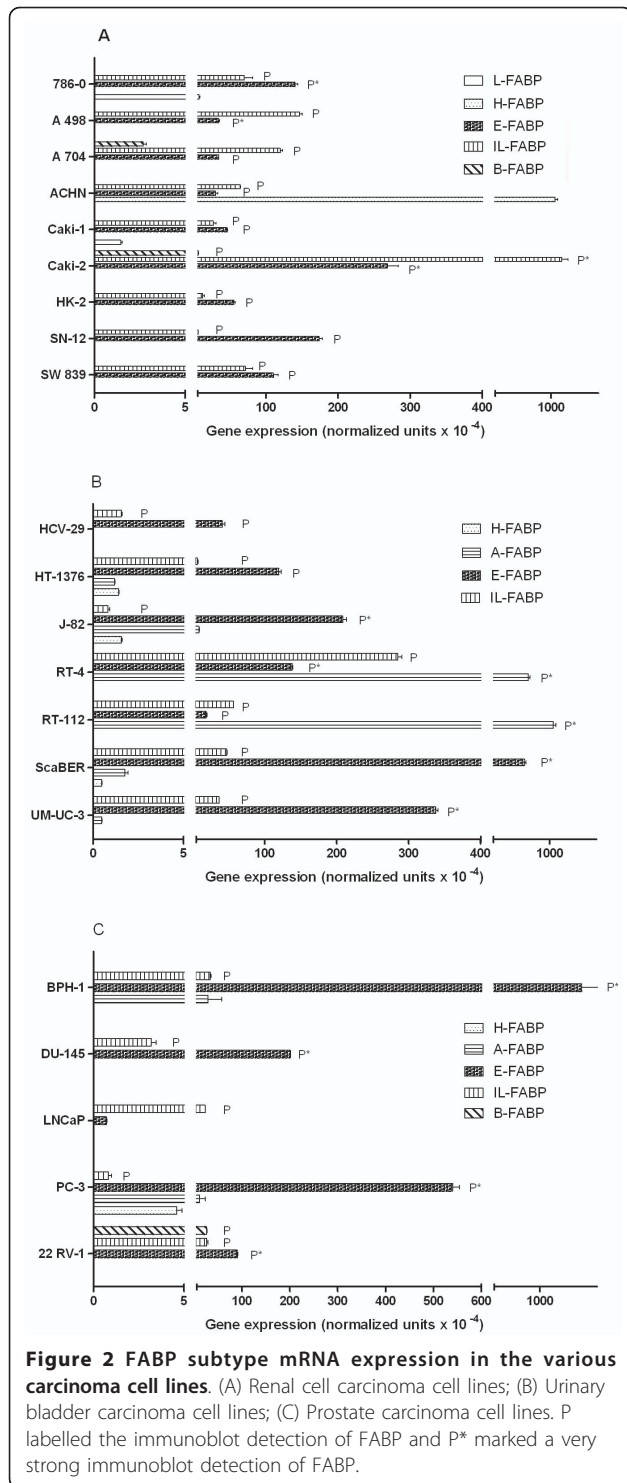 A
786-0
P
P*
A 498
P
P*
A 704
P
P
ACHN
P
P
Caki-1
P
P
Caki-2
P
P*
P*
HK-2
P
P
SN-12
P
P
SW 839
P
P
L-FABP
H-FABP
E-FABP
IL-FABP
B-FABP
0 5 100 200 300 400 1000
Gene expression (normalized units x 10-4)
B
HCV-29
P
P
HT-1376
P
P
J-82
P
P*
RT-4
P
P*
P*
RT-112
P
P
P*
ScaBER
P
P*
UM-UC-3
P
P*
H-FABP
A-FABP
E-FABP
IL-FABP
0 5 100 200 300 400 1000
Gene expression (normalized units x 10-4)
C
BPH-1
P
P*
DU-145
P
P*
LNCaP
P
PC-3
P
P*
22 RV-1
P
P
P*
H-FABP
A-FABP
E-FABP
IL-FABP
B-FABP
0 5 100 200 300 400 500 600 1000
Gene expression (normalized units x 10-4)
Figure 2 FABP subtype mRNA expression in the various
carcinoma cell lines. (A) Renal cell carcinoma cell lines; (B) Urinary
bladder carcinoma cell lines; (C) Prostate carcinoma cell lines. P
labelled the immunoblot detection of FABP and P* marked a very
strong immunoblot detection of FABP.